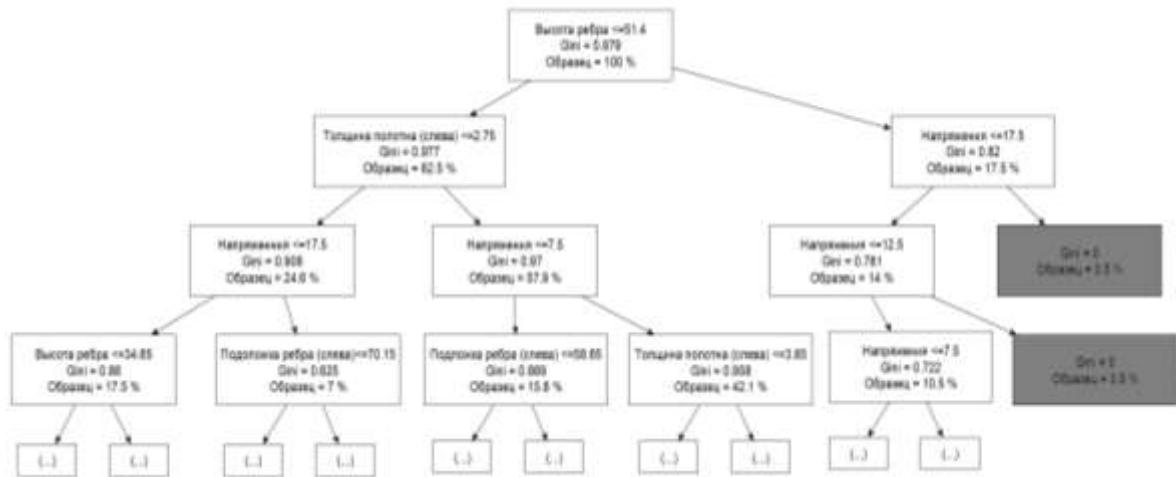 Высота ребра <=51.4
Gini = 5.979
Образец = 100 %
Толщина полотна (слева) <=2.75
Gini = 0.977
Образец = 82.5 %
Напряжения <=17.5
Gini = 0.82
Образец = 17.5 %
Напряжения <=17.5
Gini = 0.908
Образец = 24.6 %
Напряжения <=7.5
Gini = 0.97
Образец = 57.9 %
Напряжения <=12.5
Gini = 0.781
Образец = 14 %
Gini = 0
Образец = 3.5 %
Высота ребра <=34.85
Gini = 0.86
Образец = 17.5 %
Подложка ребра (слева)<=70.15
Gini = 0.625
Образец = 7 %
Подложка ребра (слева) <=58.65
Gini = 0.889
Образец = 15.8 %
Толщина полотна (слева) <=3.85
Gini = 0.958
Образец = 42.1 %
Напряжения <=7.5
Gini = 0.722
Образец = 10.5 %
Gini = 0
Образец = 3.5 %
(...) (...) (...) (...) (...) (...) (...) (...) (...) (...)